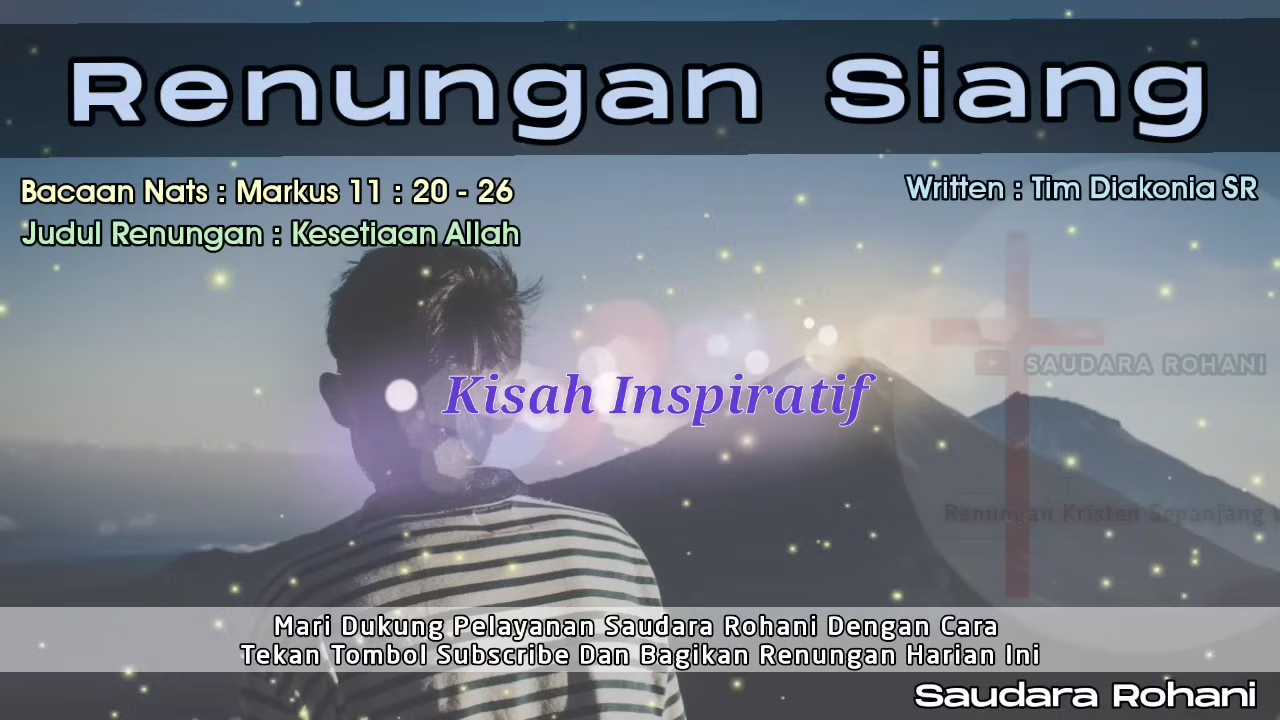 Renungan Siang
Bacaan Nats : Markus 11 : 20 - 26
Written : Tim Diakonia SR
Judul Renungan : Kesetiaan Allah
SAUDARA ROHANI
Kisah Inspiratif
Renungan Kristen Sepanjang
Mari Dukung Pelayanan Saudara Rohani Dengan Cara
Tekan Tombol Subscribe Dan Bagikan Renungan Harian Ini
Saudara Rohani